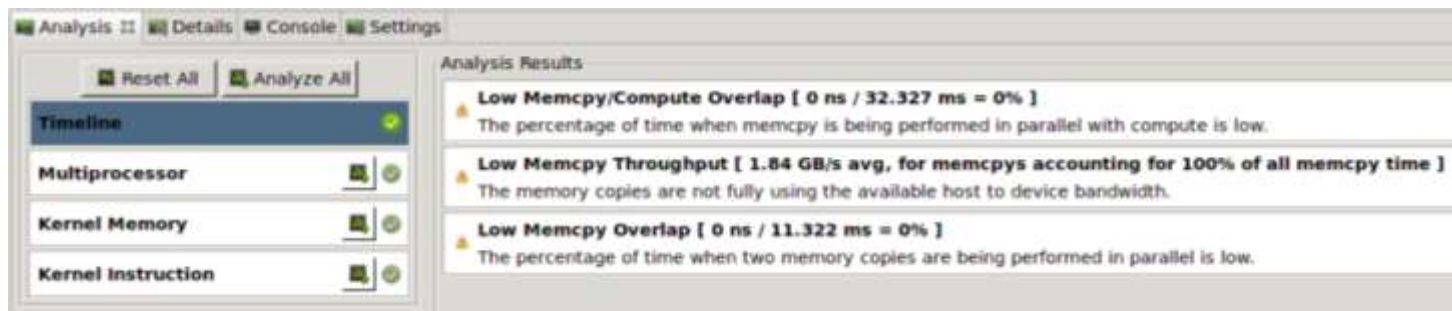 Analysis Details Console Settings
Reset All Analyze All
Timeline
Multiprocessor
Kernel Memory
Kernel Instruction
Analysis Results
Low Memcpy/Compute Overlap [ 0 ns / 32.327 ms = 0% ]
The percentage of time when memcpy is being performed in parallel with compute is low.
Low Memcpy Throughput [ 1.84 GB/s avg, for memcpys accounting for 100% of all memcpy time ]
The memory copies are not fully using the available host to device bandwidth.
Low Memcpy Overlap [ 0 ns / 11.322 ms = 0% ]
The percentage of time when two memory copies are being performed in parallel is low.